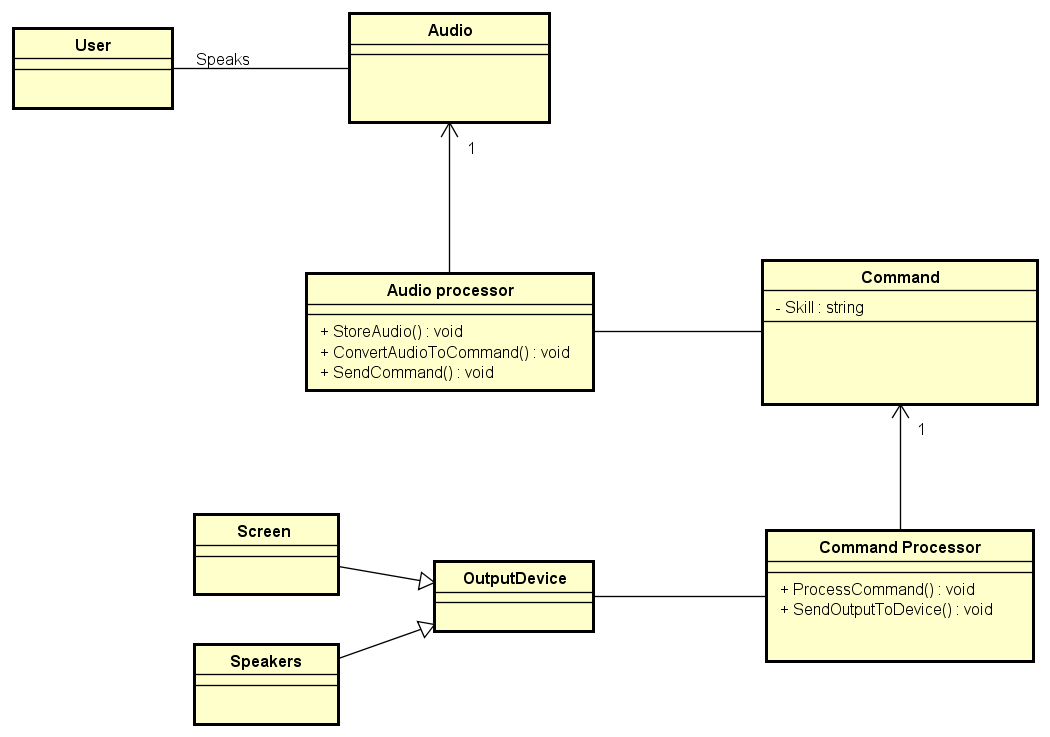 User
Speaks
Audio
1
Audio processor
+ StoreAudio() : void
+ ConvertAudioToCommand() : void
+ SendCommand() : void
Command
- Skill : string
1
Screen
OutputDevice
Speakers
Command Processor
+ ProcessCommand() : void
+ SendOutputToDevice() : void